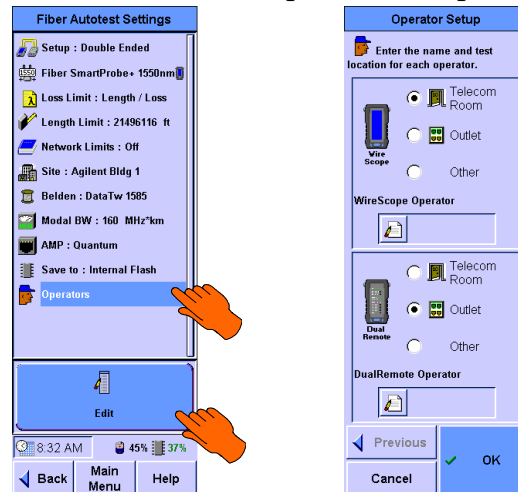 Fiber Autotest Settings
Setup : Double Ended
1550
Fiber SmartProbe+ 1550nm
Loss Limit : Length / Loss
Length Limit : 21496116 ft
Network Limits : Off
Site : Agilent Bldg 1
Belden : DataTw 1585
Modal BW : 160 MHz*km
AMP : Quantum
Save to : Internal Flash
Operators
Edit
8:32 AM
45%
37%
Back
Main
Menu
Help
Operator Setup
Enter the name and test
location for each operator.
Telecom
Room
Outlet
Other
Wire
Scope
WireScope Operator
Telecom
Room
Outlet
Other
Dual
Remote
DualRemote Operator
Previous
Cancel
OK